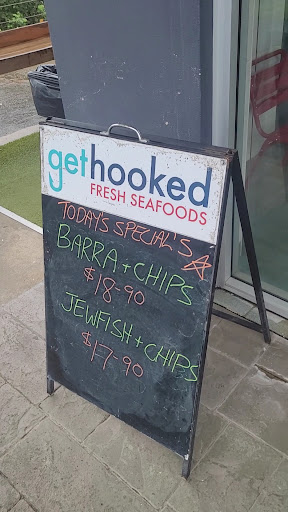 gethooked
FRESH SEAFOODS
TODAY'S SPECIAL'S
BARRA + CHIPS
$18-90
JEWFISH + CHIPS
$17-90